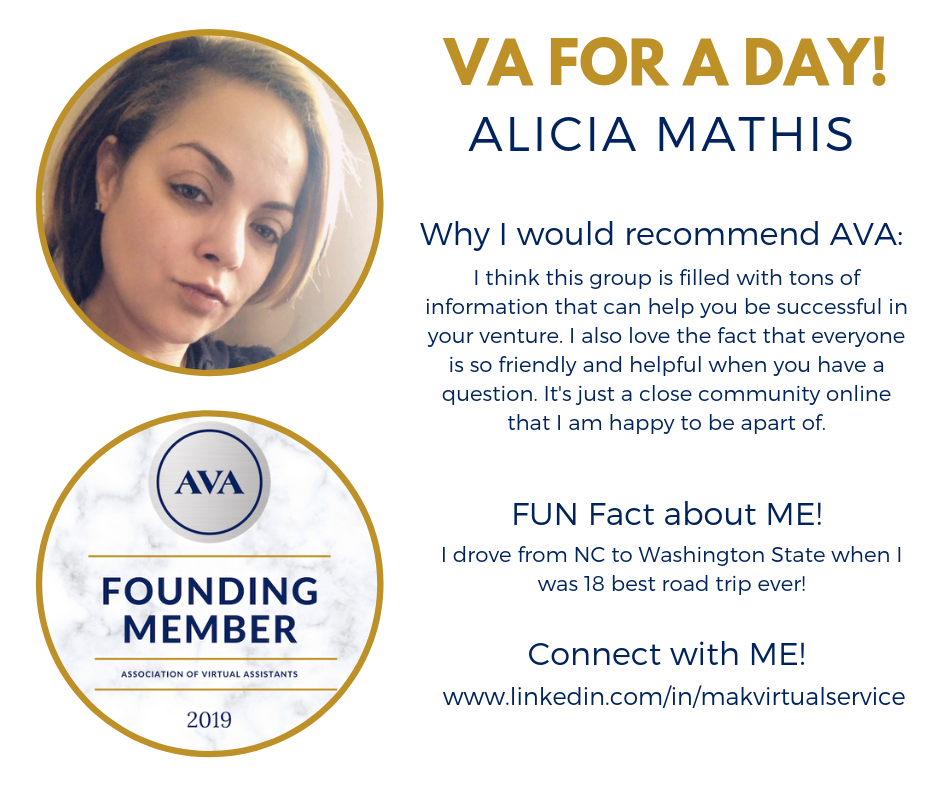 VA FOR A DAY!
ALICIA MATHIS
Why I would recommend AVA:
I think this group is filled with tons of
information that can help you be successful in
your venture. I also love the fact that everyone
is so friendly and helpful when you have a
question. It's just a close community online
that I am happy to be apart of.
AVA
FOUNDING
MEMBER
ASSOCIATION OF VIRTUAL ASSISTANTS
2019
FUN Fact about ME!
I drove from NC to Washington State when I
was 18 best road trip ever!
Connect with ME!
www.linkedin.com/in/makvirtualservice